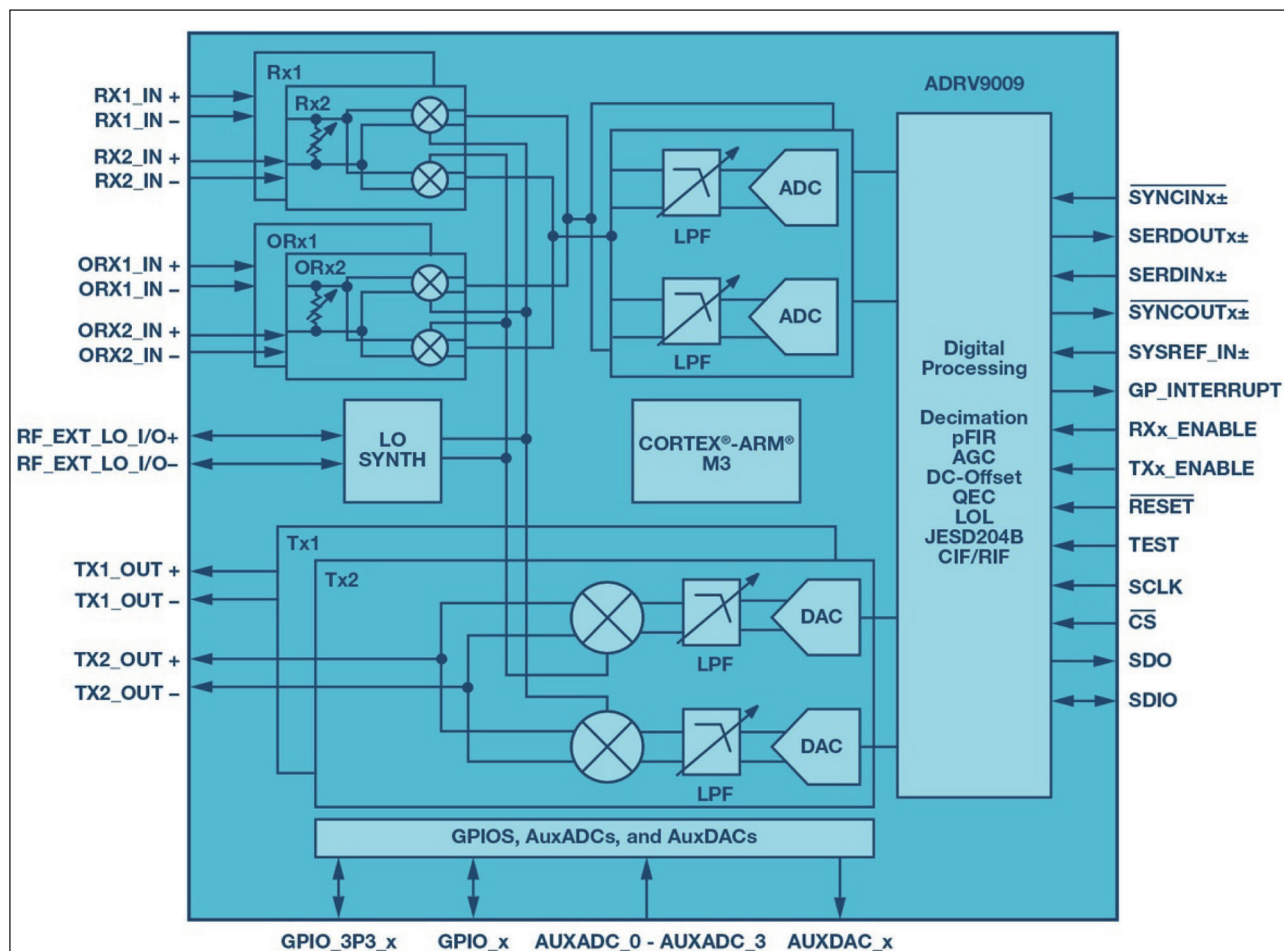 ADRV9009
Rx1
Rx2
RX1_IN +
RX1_IN –
RX2_IN +
RX2_IN –
ORx1
ORx2
ORX1_IN +
ORX1_IN –
ORX2_IN +
ORX2_IN –
LPF
ADC
LPF
ADC
RF_EXT_LO_I/O+
RF_EXT_LO_I/O–
LO
SYNTH
CORTEX®-ARM®
M3
Tx1
Tx2
TX1_OUT +
TX1_OUT –
TX2_OUT +
TX2_OUT –
LPF
DAC
LPF
DAC
Digital
Processing
Decimation
pFIR
AGC
DC-Offset
QEC
LOL
JESD204B
CIF/RIF
SYNCINx±
SERDOUTx±
SERDINx±
SYNCOUTx±
SYSREF_IN±
GP_INTERRUPT
RXx_ENABLE
TXx_ENABLE
RESET
TEST
SCLK
CS
SDO
SDIO
GPIOS, AuxADCs, and AuxDACs
GPIO_3P3_x
GPIO_x
AUXADC_0 - AUXADC_3
AUXDAC_x